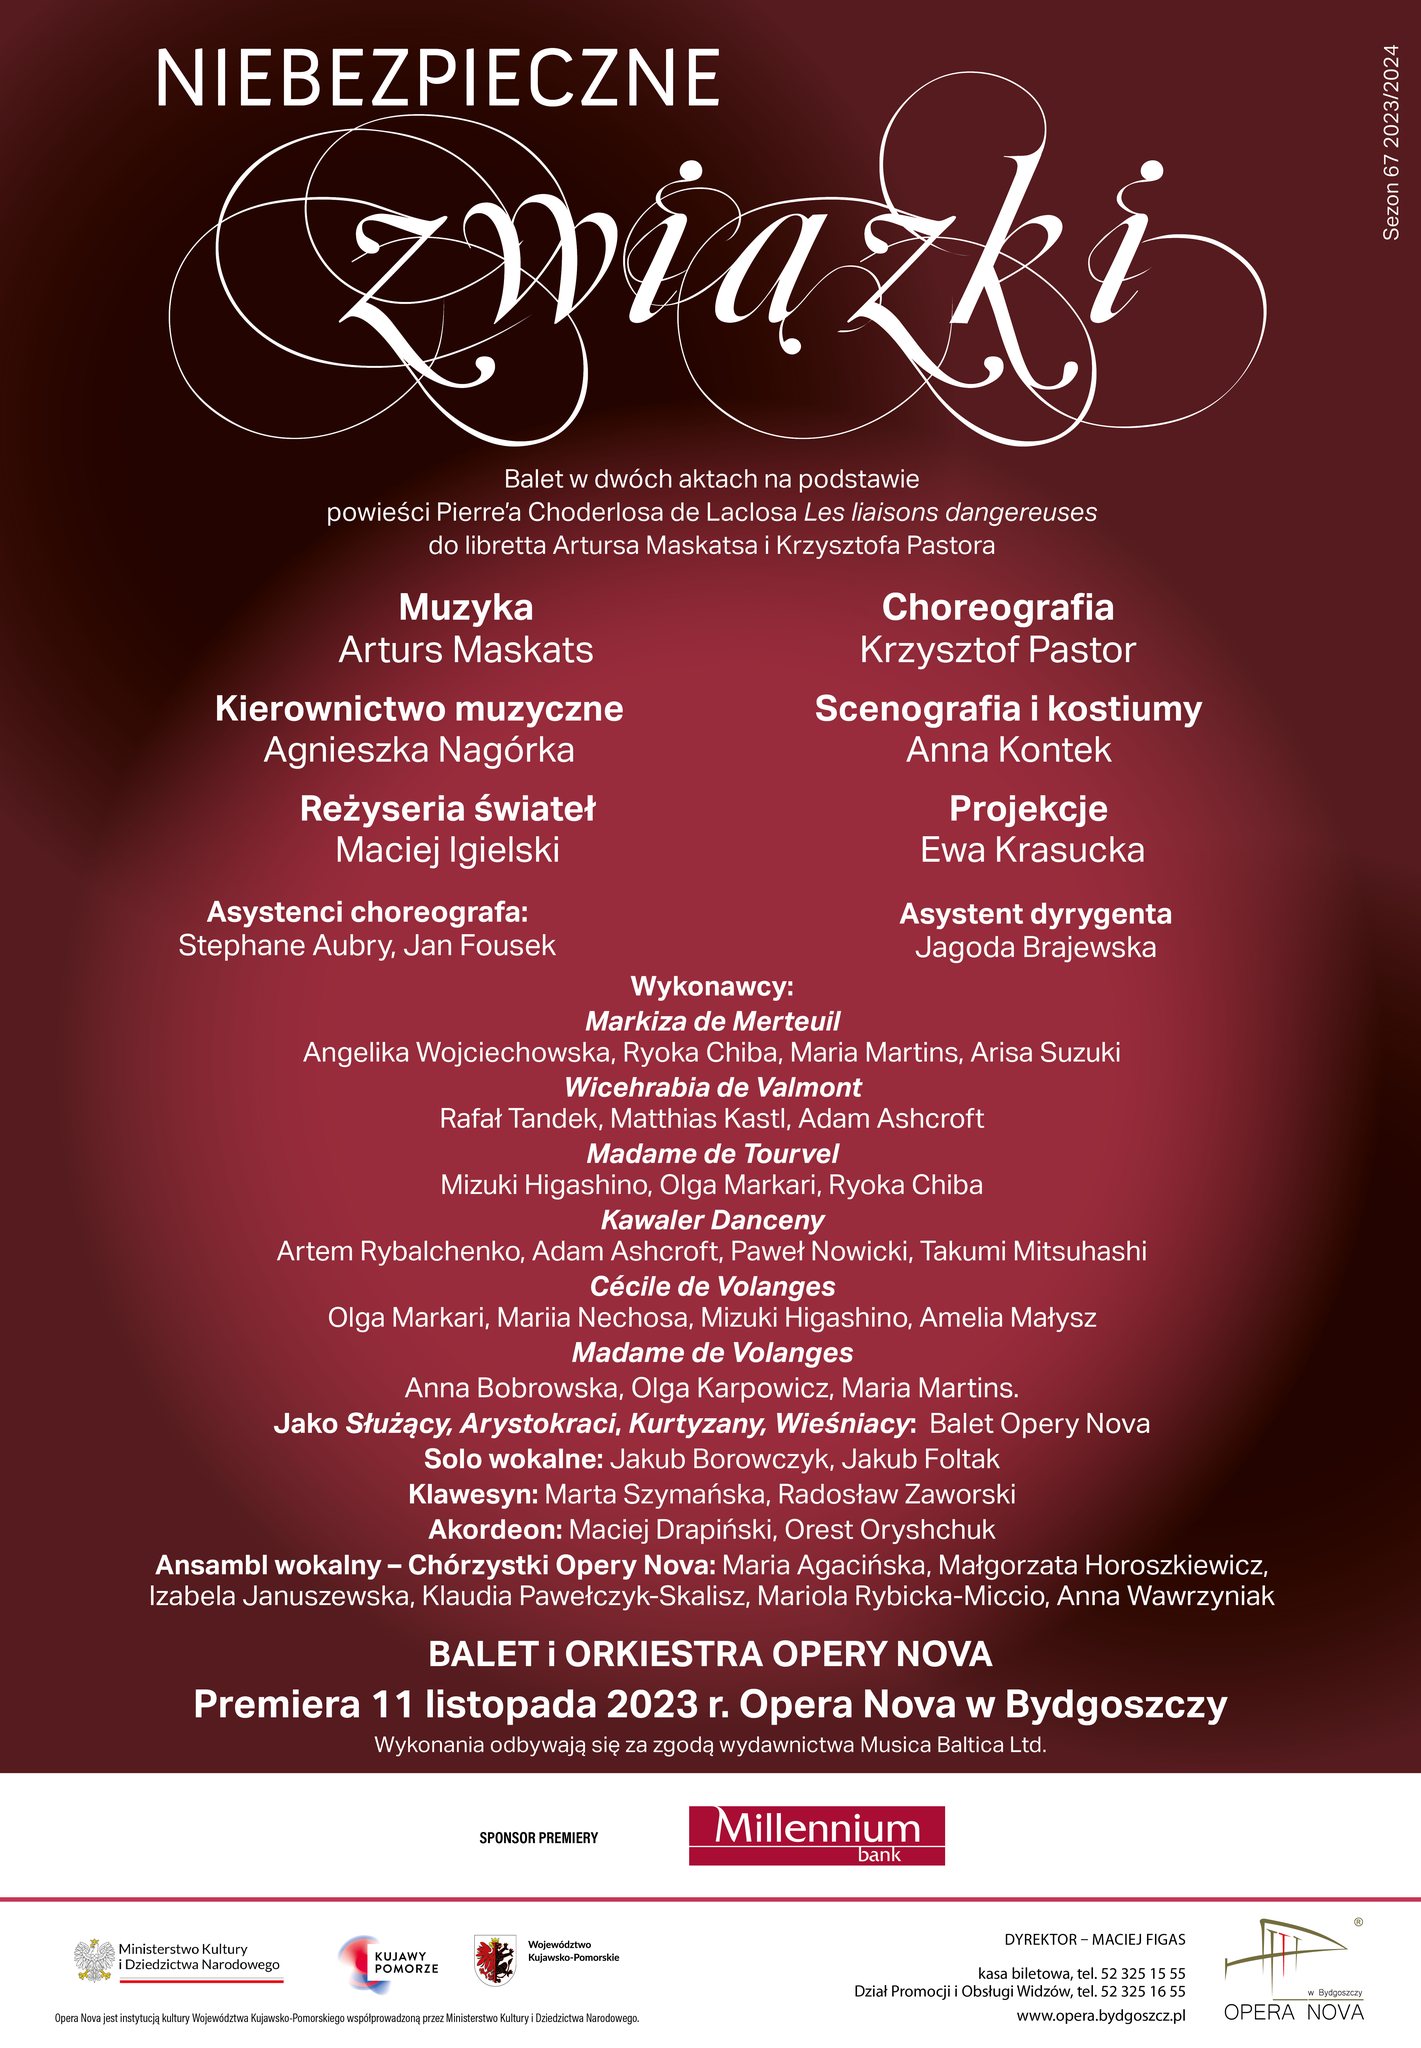 NIEBEZPIECZNE
związki
Sezon 67 2023/2024
Balet w dwóch aktach na podstawie
powieści Pierre'a Choderlosa de Laclosa Les liaisons dangereuses
do libretta Artursa Maskatsa i Krzysztofa Pastora
Muzyka
Arturs Maskats
Choreografia
Krzysztof Pastor
Kierownictwo muzyczne
Agnieszka Nagórka
Scenografia i kostiumy
Anna Kontek
Reżyseria świateł
Maciej Igielski
Projekcje
Ewa Krasucka
Asystenci choreografa:
Stephane Aubry, Jan Fousek
Asystent dyrygenta
Jagoda Brajewska
Wykonawcy:
Markiza de Merteuil
Angelika Wojciechowska, Ryoka Chiba, Maria Martins, Arisa Suzuki
Wicehrabia de Valmont
Rafał Tandek, Matthias Kastl, Adam Ashcroft
Madame de Tourvel
Mizuki Higashino, Olga Markari, Ryoka Chiba
Kawaler Danceny
Artem Rybalchenko, Adam Ashcroft, Paweł Nowicki, Takumi Mitsuhashi
Cécile de Volanges
Olga Markari, Mariia Nechosa, Mizuki Higashino, Amelia Małysz
Madame de Volanges
Anna Bobrowska, Olga Karpowicz, Maria Martins.
Jako Służący, Arystokraci, Kurtyzany, Wieśniacy: Balet Opery Nova
Solo wokalne: Jakub Borowczyk, Jakub Foltak
Klawesyn: Marta Szymańska, Radosław Zaworski
Akordeon: Maciej Drapiński, Orest Oryshchuk
Ansambl wokalny – Chórzystki Opery Nova: Maria Agacińska, Małgorzata Horoszkiewicz,
Izabela Januszewska, Klaudia Pawełczyk-Skalisz, Mariola Rybicka-Miccio, Anna Wawrzyniak
BALET i ORKIESTRA OPERY NOVA
Premiera 11 listopada 2023 r. Opera Nova w Bydgoszczy
Wykonania odbywają się za zgodą wydawnictwa Musica Baltica Ltd.
SPONSOR PREMIERY
Millennium
bank
Ministerstwo Kultury
i Dziedzictwa Narodowego
KUJAWY
POMORZE
Województwo
Kujawsko-Pomorskie
Opera Nova jest instytucją kultury Województwa Kujawsko-Pomorskiego współprowadzoną przez Ministerstwo Kultury i Dziedzictwa Narodowego.
DYREKTOR – MACIEJ FIGAS
kasa biletowa, tel. 52 325 15 55
Dział Promocji i Obsługi Widzów, tel. 52 325 16 55
www.opera.bydgoszcz.pl
®
w Bydgoszczy
OPERA NOVA